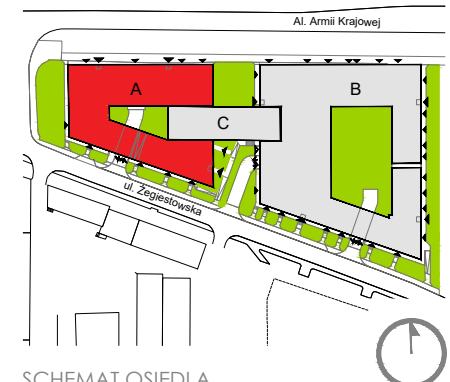 Al. Armii Krajowej
A
B
C
ul. Żegiestowska
SCHEMAT OSIEDLA